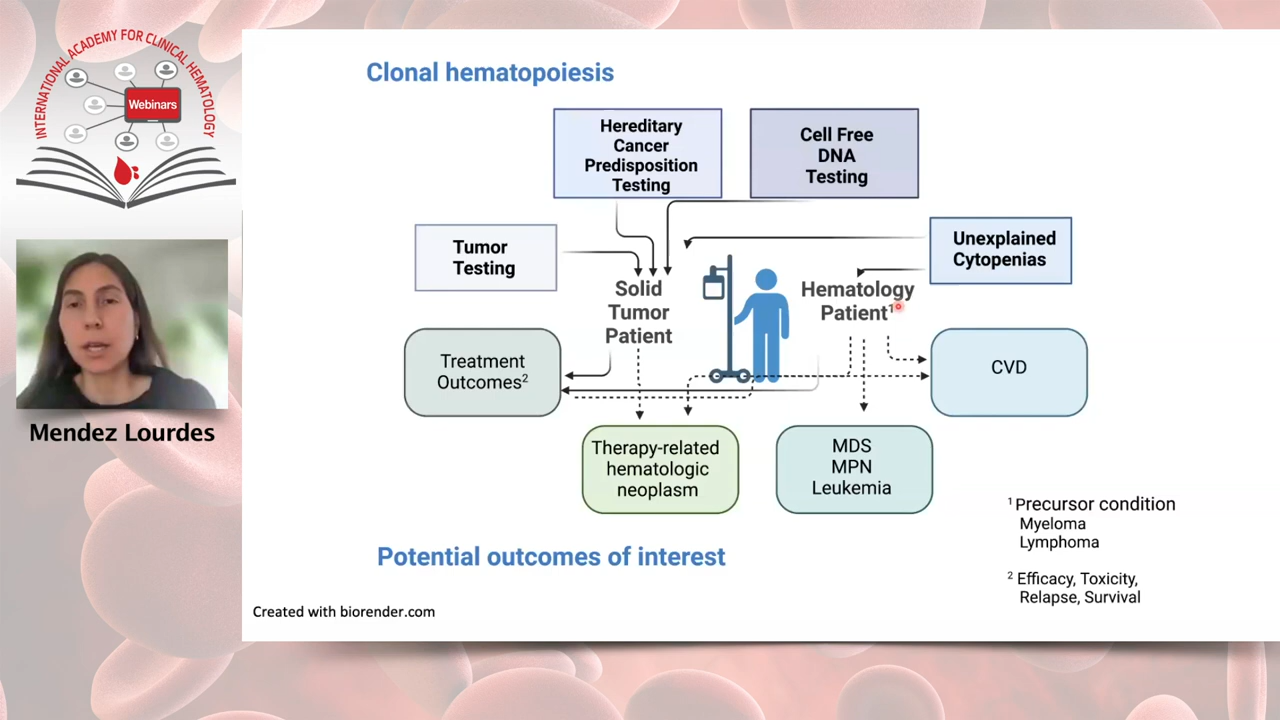 INTERNATIONAL ACADEMY FOR CLINICAL HEMATOLOGY
Webinars
Mendez Lourdes
Clonal hematopoiesis
Hereditary
Cancer
Predisposition
Testing
Cell Free
DNA
Testing
Tumor
Testing
Unexplained
Cytopenias
Solid
Tumor
Patient
Hematology
Patient¹
Treatment
Outcomes²
CVD
Therapy-related
hematologic
neoplasm
MDS
MPN
Leukemia
¹ Precursor condition
Myeloma
Lymphoma
² Efficacy, Toxicity,
Relapse, Survival
Potential outcomes of interest
Created with biorender.com